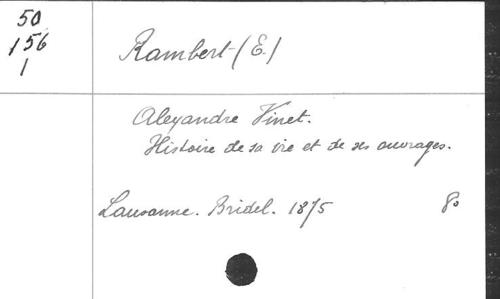 50
156
1
Rambert (E.)
Alexandre Vinet.
Histoire de sa vie et de ses ouvrages.
Lausanne. Bridel. 1875 8o